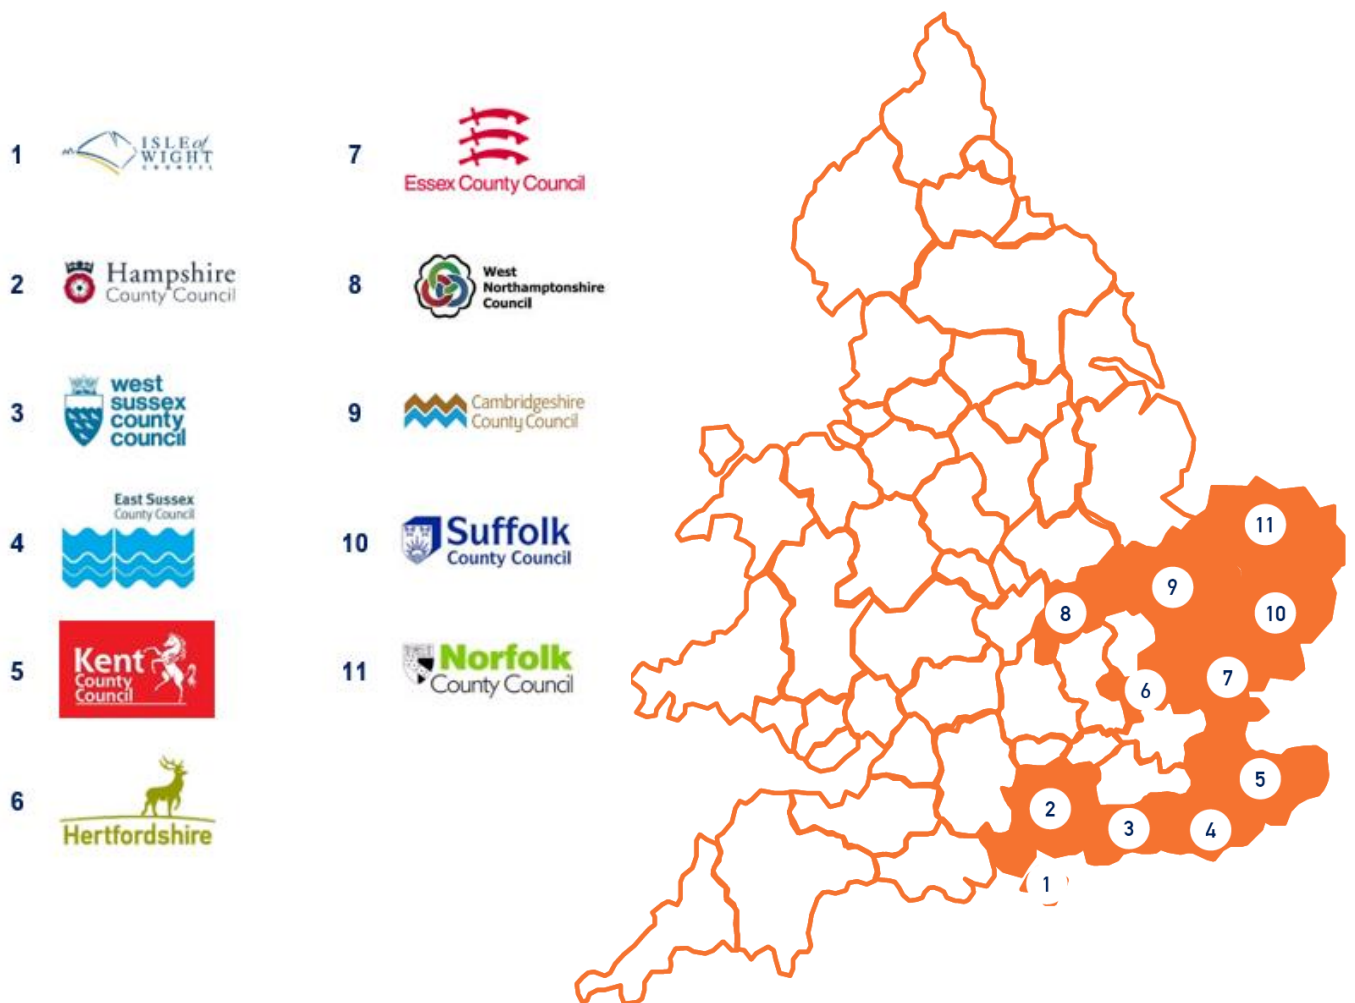 1
ISLE of
WIGHT
COUNCIL
2
Hampshire
County Council
3
west
sussex
county
council
4
East Sussex
County Council
5
Kent
County
Council
6
Hertfordshire
7
Essex County Council
8
West
Northamptonshire
Council
9
Cambridgeshire
County Council
10
Suffolk
County Council
11
Norfolk
County Council
11
9
10
8
7
6
5
2
3
4
1